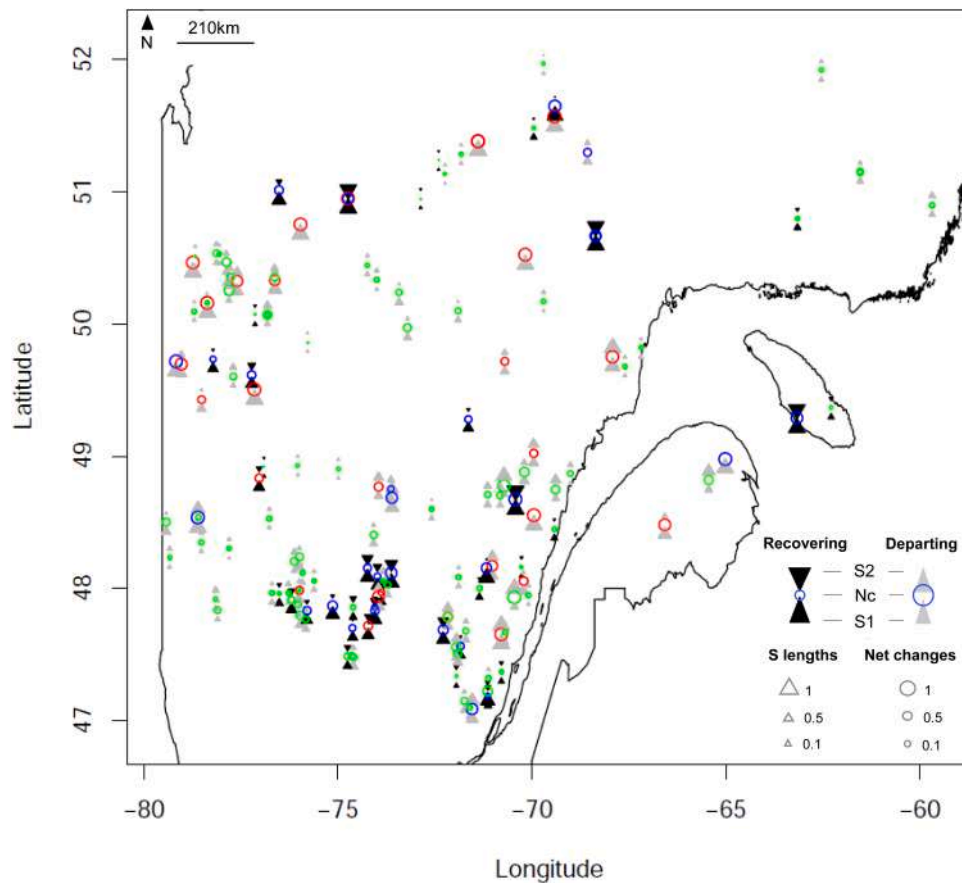 210km
N
52
51
50
49
48
47
Latitude
Recovering Departing
S2
Nc
S1
S lengths Net changes
1 1
0.5 0.5
0.1 0.1
−80 −75 −70 −65 −60
Longitude